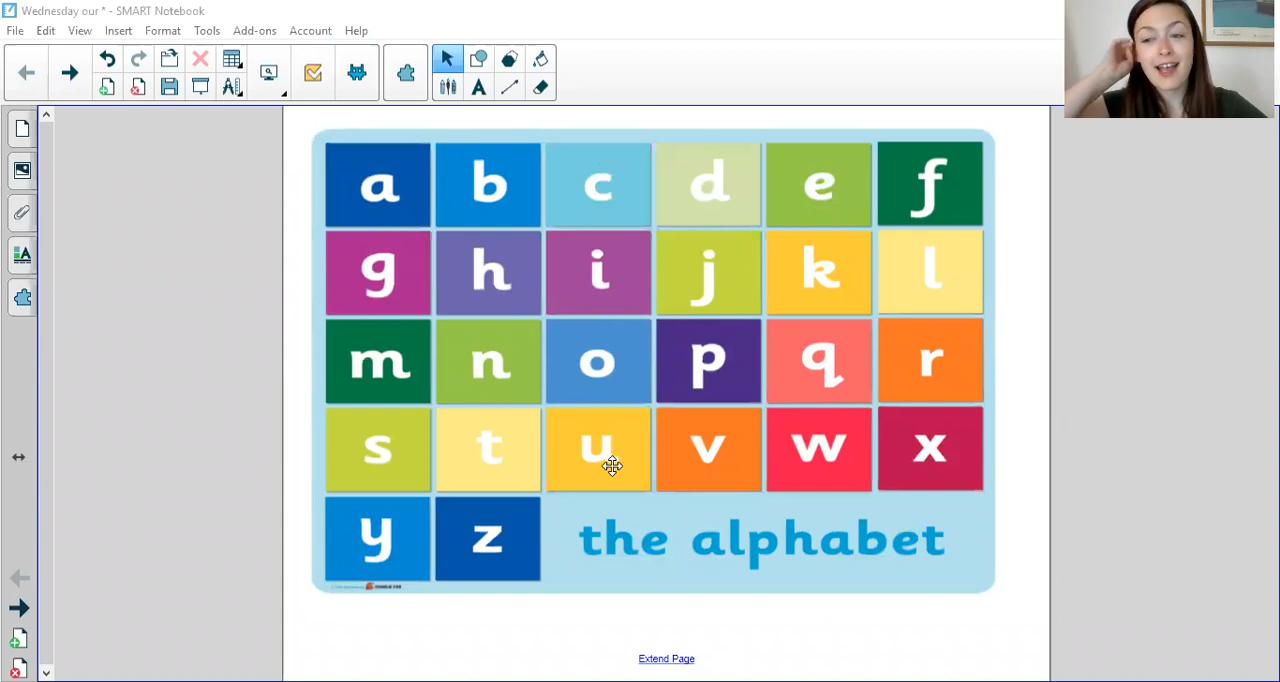 Wednesday our * - SMART Notebook
File Edit View Insert Format Tools Add-ons Account Help
a b c d e f
g h i j k l
m n o p q r
s t u v w x
y z the alphabet
Extend Page